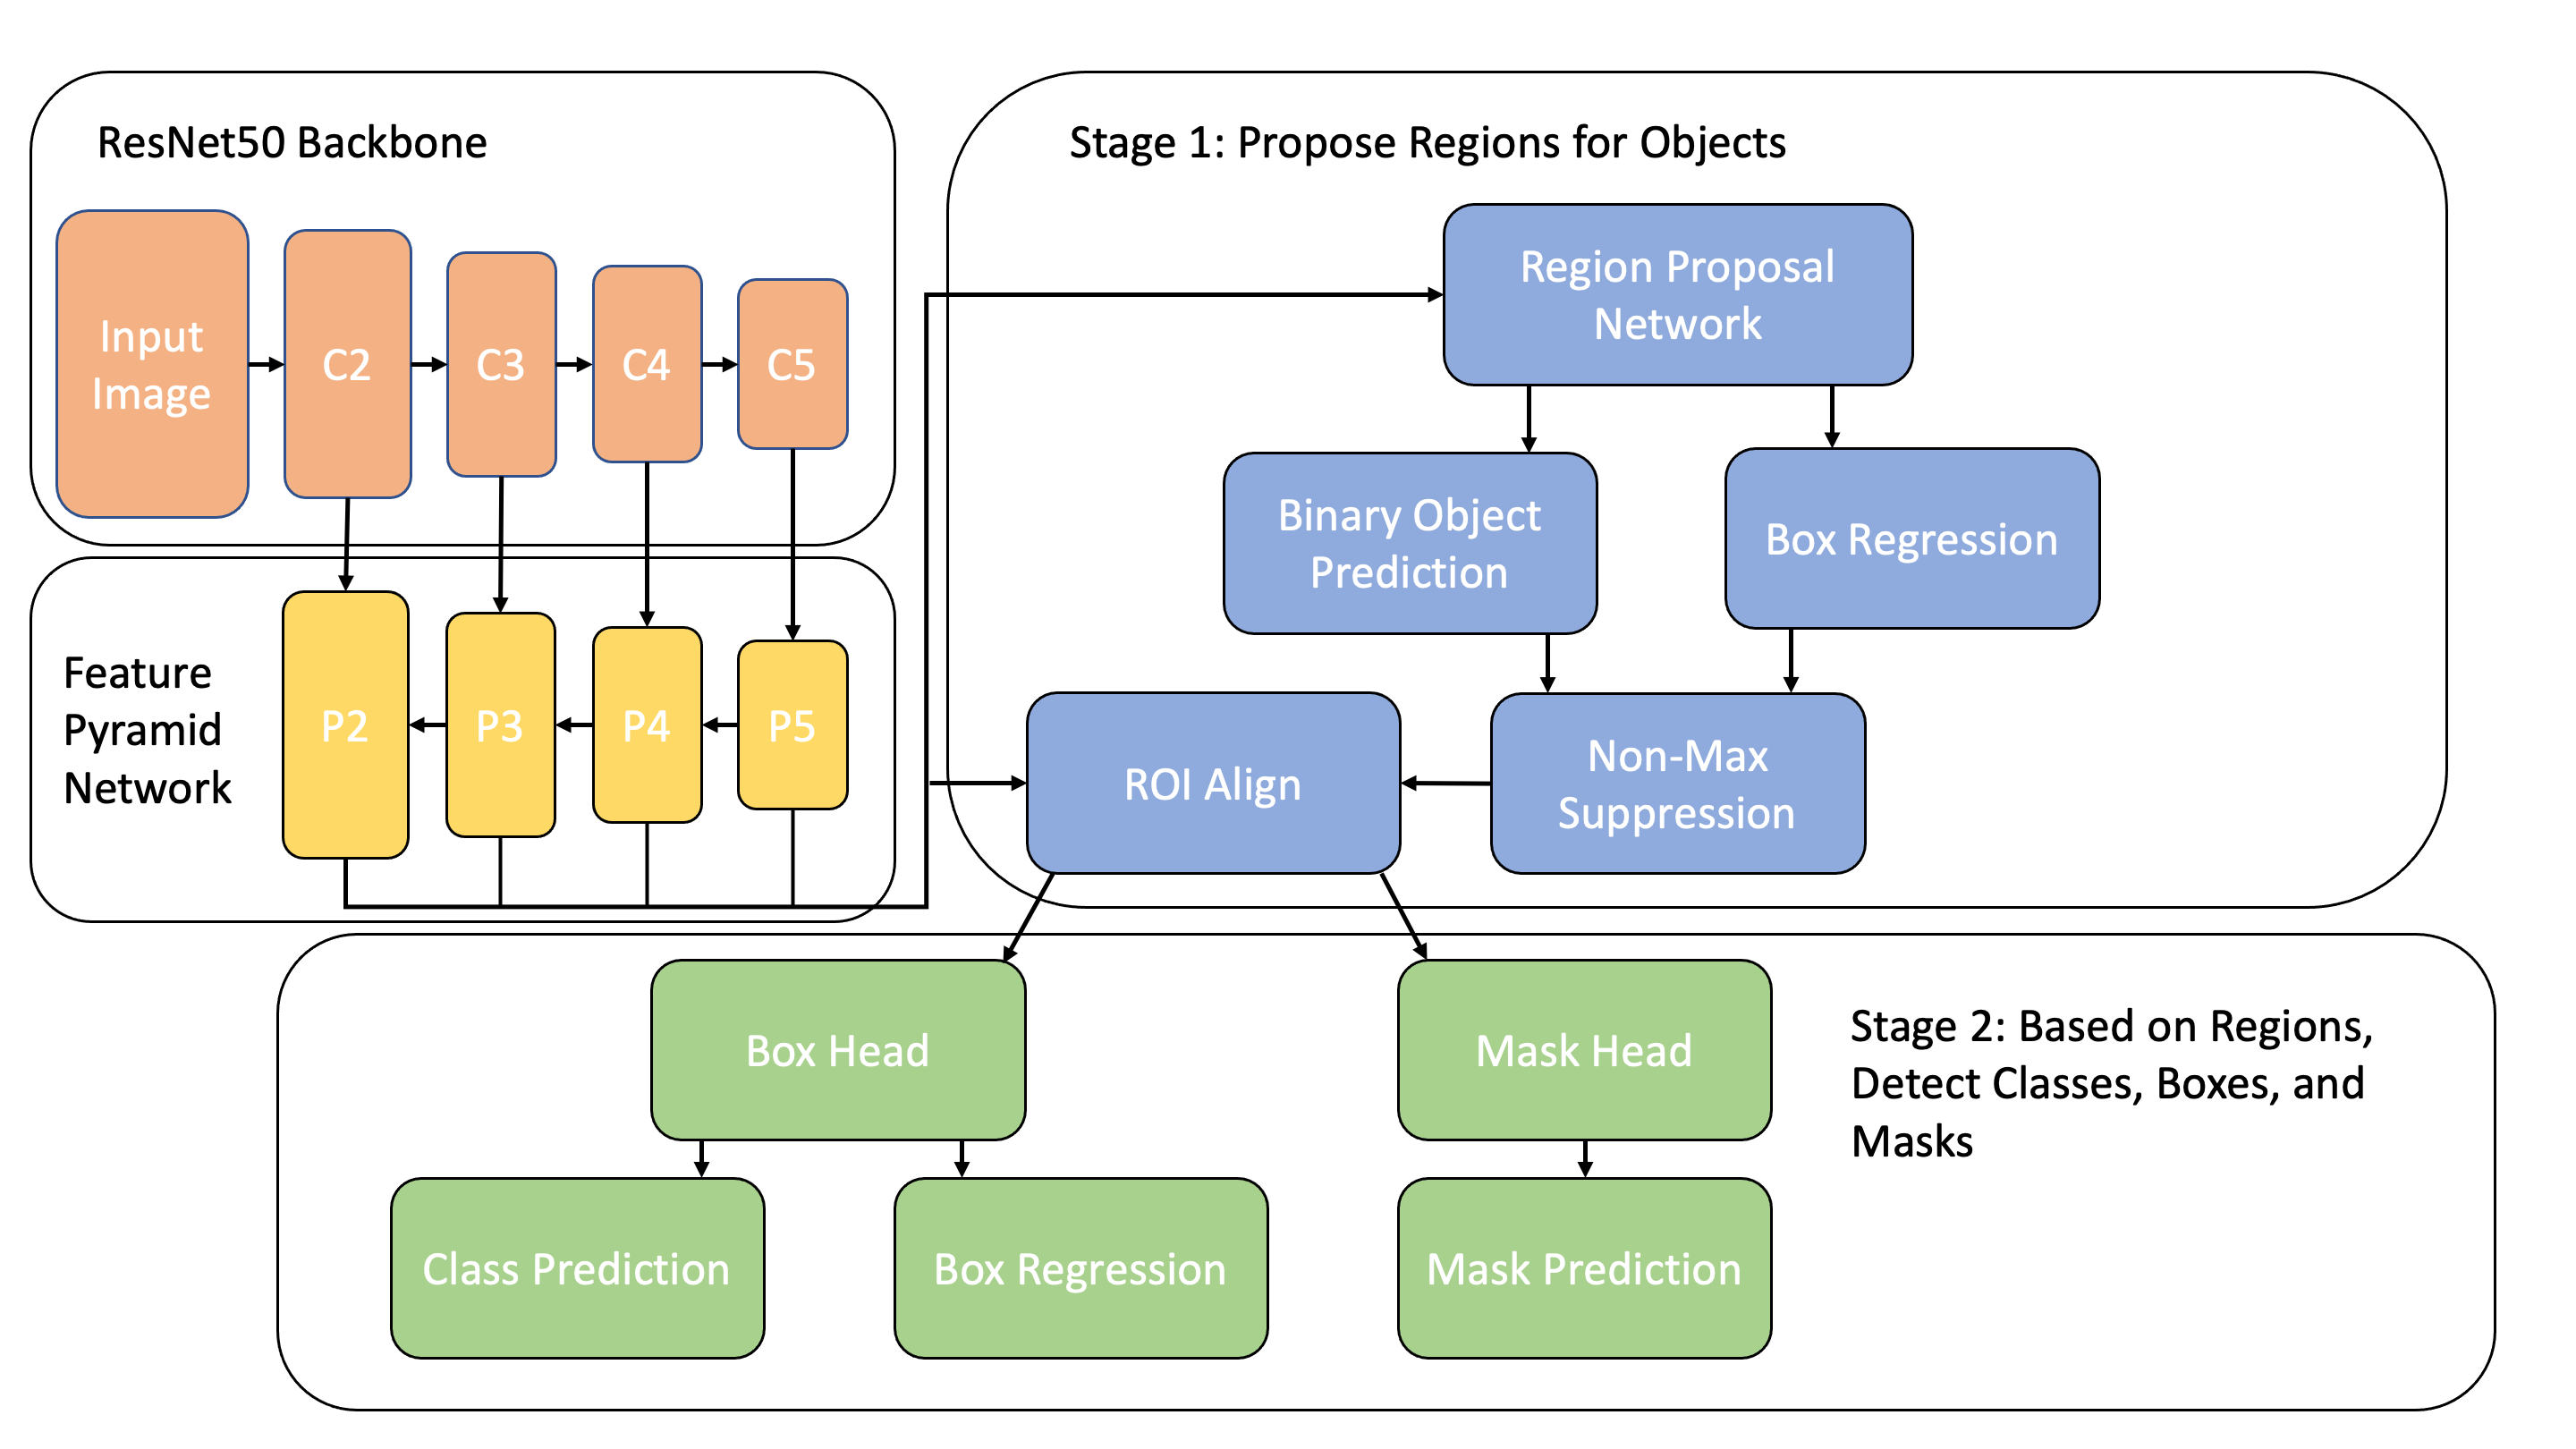 ResNet50 Backbone
Input
Image
C2
C3
C4
C5
Feature
Pyramid
Network
P2
P3
P4
P5
Stage 1: Propose Regions for Objects
Region Proposal
Network
Binary Object
Prediction
Box Regression
ROI Align
Non-Max
Suppression
Box Head
Mask Head
Stage 2: Based on Regions,
Detect Classes, Boxes, and
Masks
Class Prediction
Box Regression
Mask Prediction